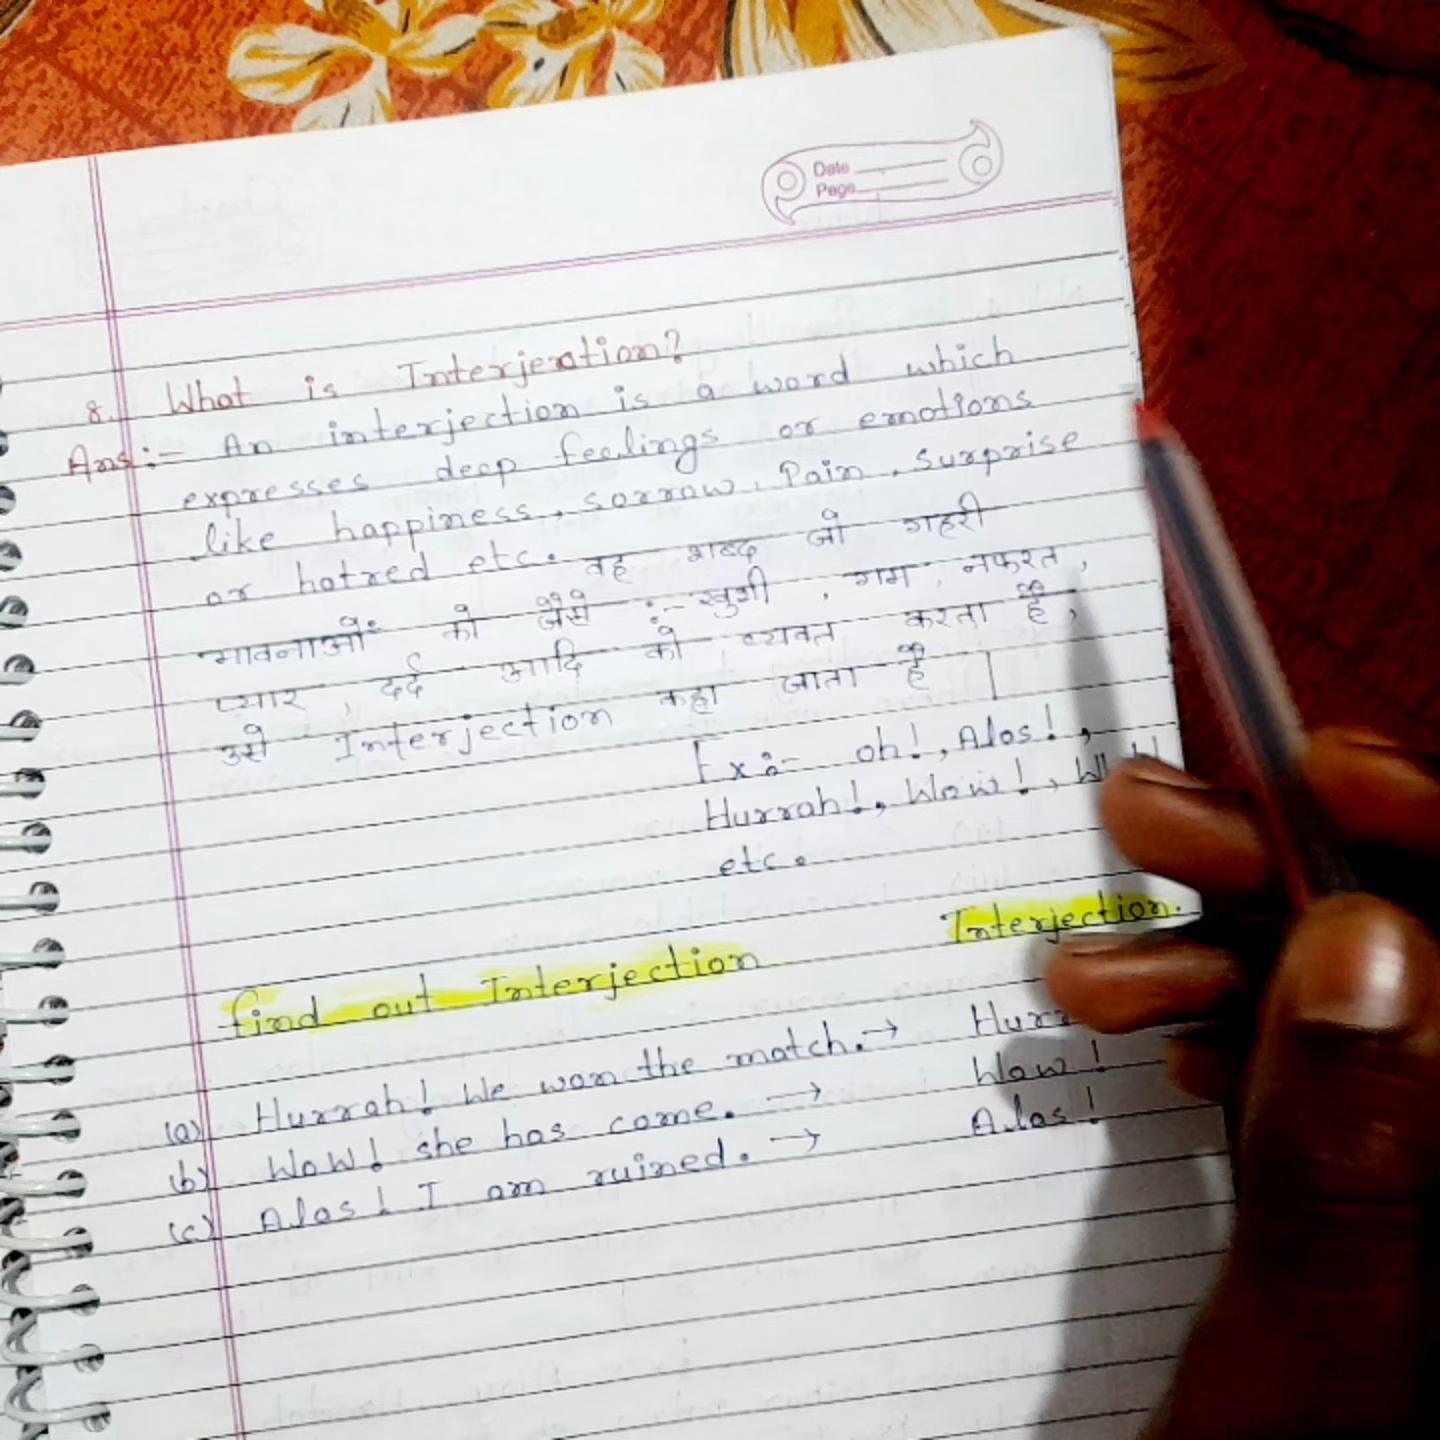 Date
Page
8. What is Interjection?
Ans:- An interjection is a word which
expresses deep feelings or emotions
like happiness, sorrow, Pain, surprise
or hatred etc. वह शब्द जो गहरी
भावनाओं को जैसे :- खुशी, गम, नफरत,
प्यार, दर्द आदि को व्यक्त करता है,
उसे Interjection कहा जाता है |
Ex:- oh!, Alas!,
Hurrah!, Wow!,
etc.
Interjection.
find out Interjection
(a) Hurrah! We won the match. →
(b) WoW! she has come. → Wow!
(c) Alas! I am ruined. → Alas!